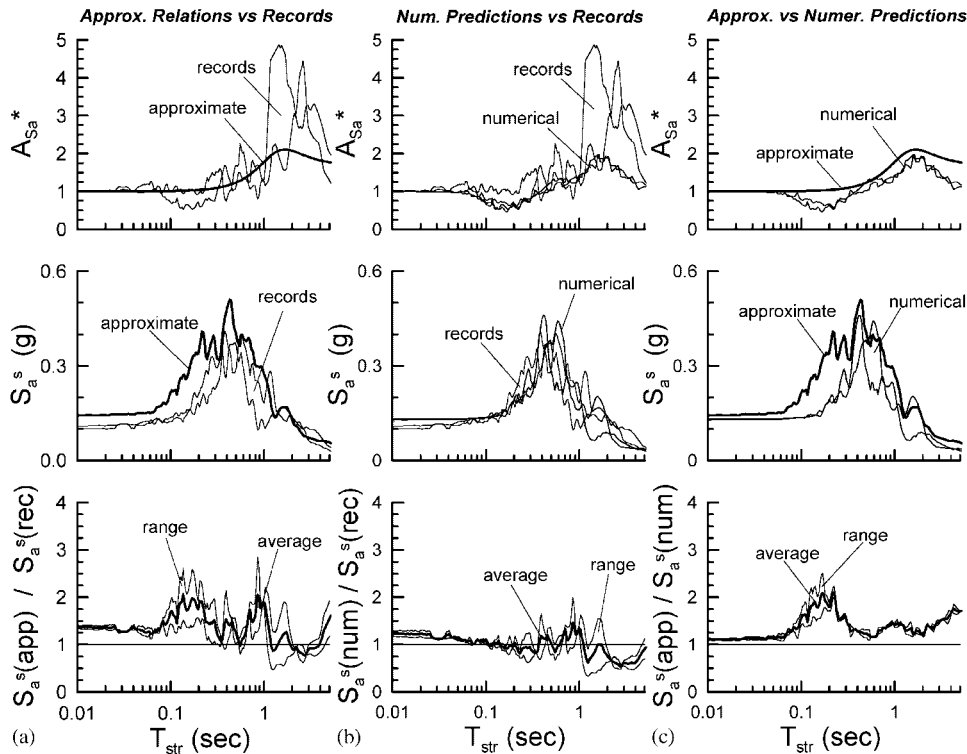 Approx. Relations vs Records
Num. Predictions vs Records
Approx. vs Numer. Predictions
5
4
3
2
1
0
A_Sa*
records
approximate
5
4
3
2
1
0
A_Sa*
records
numerical
5
4
3
2
1
0
A_Sa*
numerical
approximate
0.6
0.3
0.0
S_a^s (g)
approximate
records
0.6
0.3
0
S_a^s (g)
numerical
records
0.6
0.3
0
S_a^s (g)
approximate
numerical
4
3
2
1
0
S_a^s(app) / S_a^s(rec)
range
average
4
3
2
1
0
S_a^s(num) / S_a^s(rec)
average
range
4
3
2
1
0
S_a^s(app) / S_a^s(num)
average
range
0.01 0.1 1
0.01 0.1 1
0.01 0.1 1
(a) T_str (sec)
(b) T_str (sec)
(c) T_str (sec)